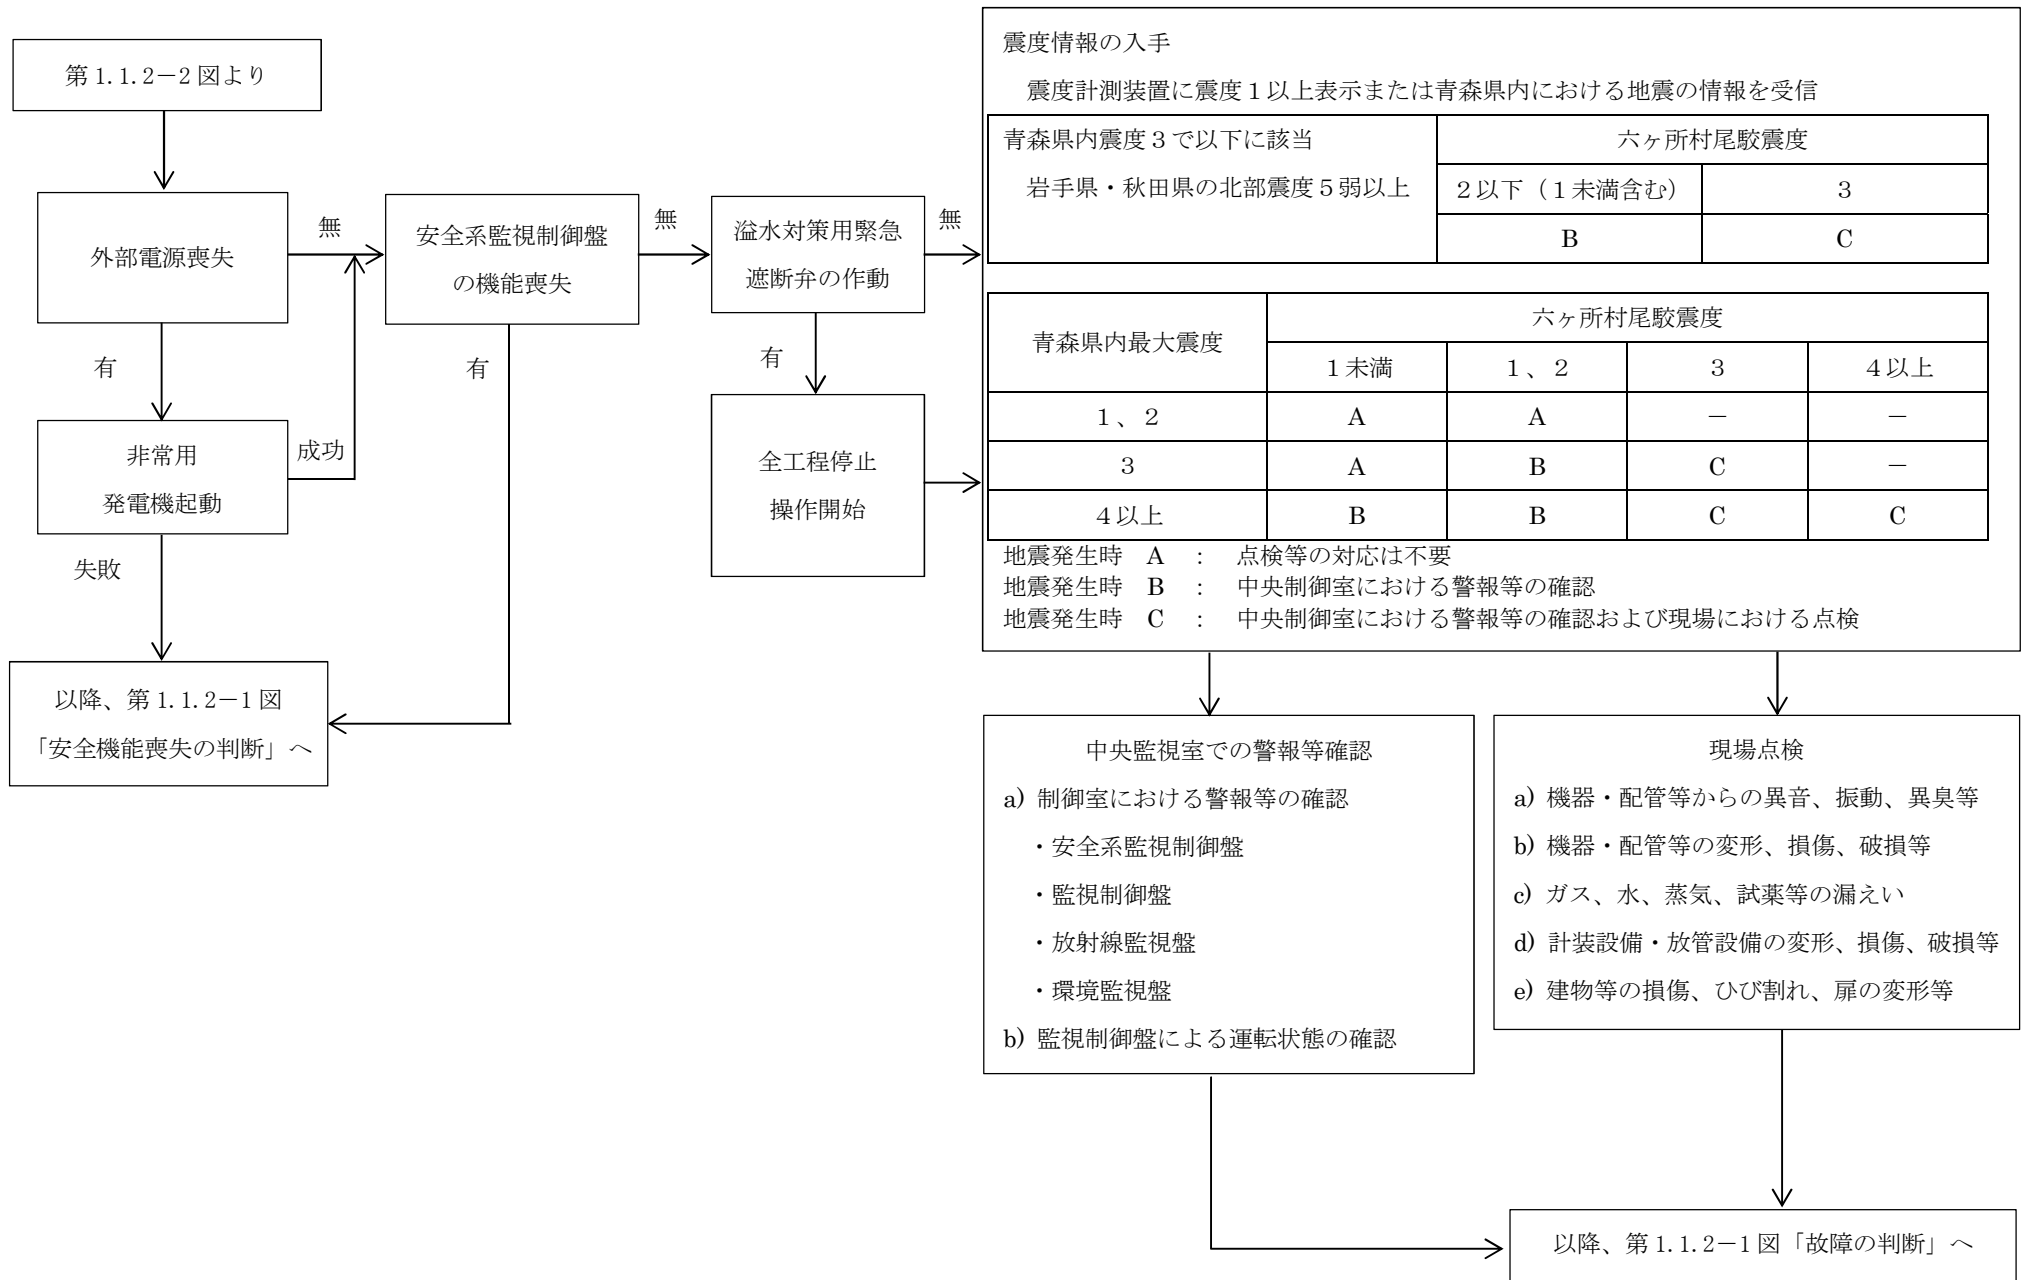 第1.1.2－2図より
外部電源喪失
無
有
非常用
発電機起動
成功
失敗
以降、第1.1.2－1図
「安全機能喪失の判断」へ
安全系監視制御盤
の機能喪失
無
有
溢水対策用緊急
遮断弁の作動
無
有
全工程停止
操作開始
震度情報の入手
震度計測装置に震度１以上表示または青森県内における地震の情報を受信
青森県内震度３で以下に該当
岩手県・秋田県の北部震度５弱以上
六ヶ所村尾駮震度
２以下（１未満含む） ３
B C
青森県内最大震度
六ヶ所村尾駮震度
１未満 １、２ ３ ４以上
１、２ A A － －
３ A B C －
４以上 B B C C
地震発生時 A ： 点検等の対応は不要
地震発生時 B ： 中央制御室における警報等の確認
地震発生時 C ： 中央制御室における警報等の確認および現場における点検
中央監視室での警報等確認
a) 制御室における警報等の確認
・安全系監視制御盤
・監視制御盤
・放射線監視盤
・環境監視盤
b) 監視制御盤による運転状態の確認
現場点検
a) 機器・配管等からの異音、振動、異臭等
b) 機器・配管等の変形、損傷、破損等
c) ガス、水、蒸気、試薬等の漏えい
d) 計装設備・放管設備の変形、損傷、破損等
e) 建物等の損傷、ひび割れ、扉の変形等
以降、第1.1.2－1図「故障の判断」へ